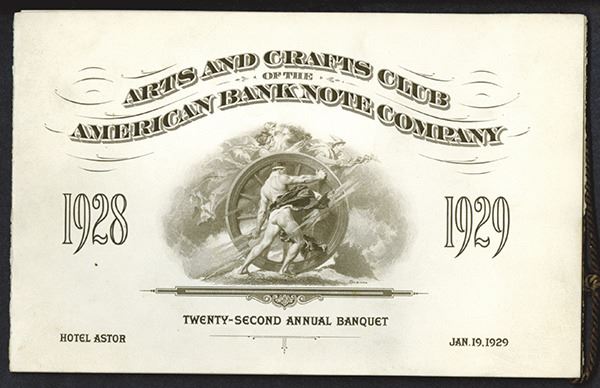 ARTS AND CRAFTS CLUB
OF THE
AMERICAN BANK NOTE COMPANY
1928
1929
TWENTY-SECOND ANNUAL BANQUET
HOTEL ASTOR
JAN. 19, 1929